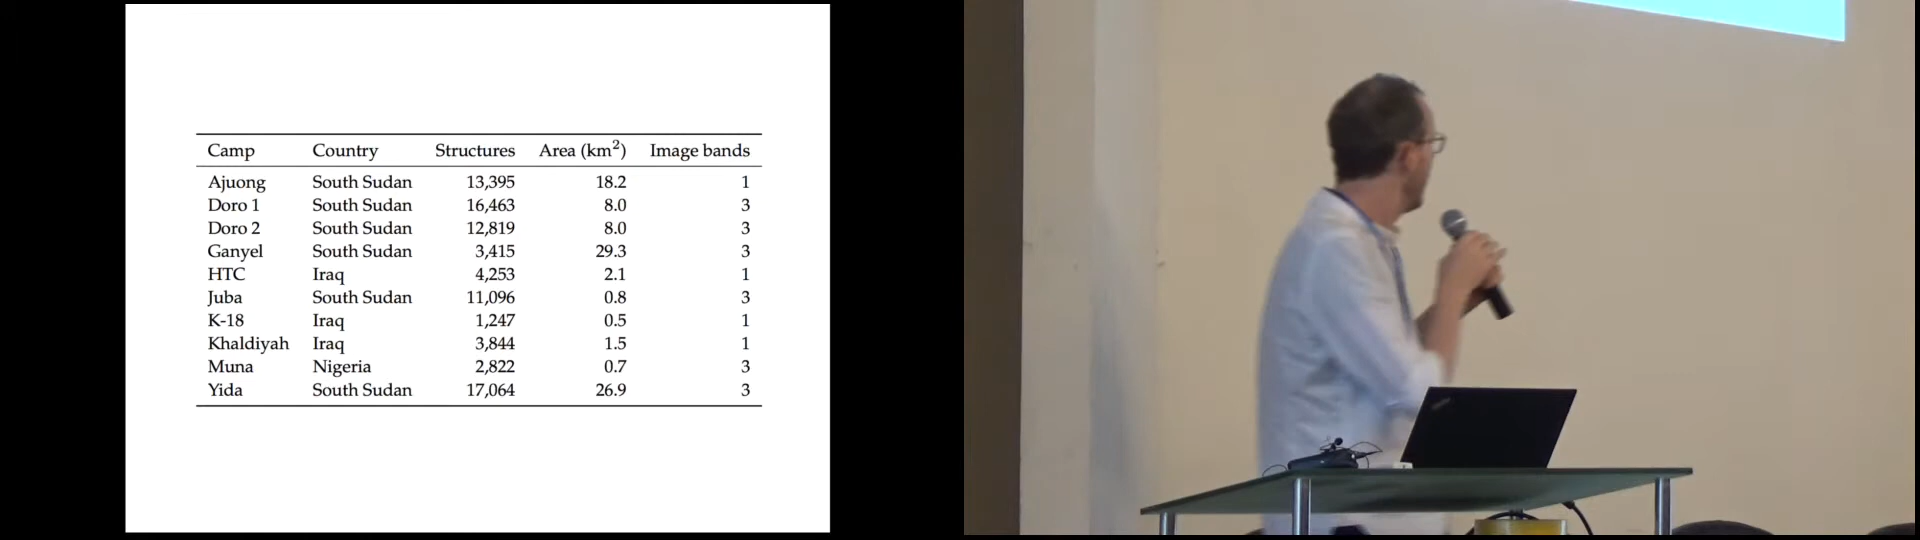 Camp Country Structures Area (km²) Image bands
Ajuong South Sudan 13,395 18.2 1
Doro 1 South Sudan 16,463 8.0 3
Doro 2 South Sudan 12,819 8.0 3
Ganyel South Sudan 3,415 29.3 3
HTC Iraq 4,253 2.1 1
Juba South Sudan 11,096 0.8 3
K-18 Iraq 1,247 0.5 1
Khaldiyah Iraq 3,844 1.5 1
Muna Nigeria 2,822 0.7 3
Yida South Sudan 17,064 26.9 3